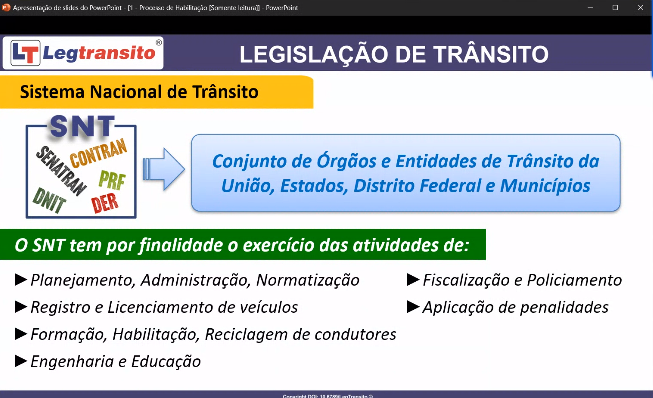 Apresentação de slides do PowerPoint - [1 - Processo de Habilitação [Somente leitura]] - PowerPoint
LT Legtransito®
LEGISLAÇÃO DE TRÂNSITO
Sistema Nacional de Trânsito
SNT
SENATRAN
CONTRAN
PRF
DNIT
DER
Conjunto de Órgãos e Entidades de Trânsito da
União, Estados, Distrito Federal e Municípios
O SNT tem por finalidade o exercício das atividades de:
►Planejamento, Administração, Normatização
►Registro e Licenciamento de veículos
►Formação, Habilitação, Reciclagem de condutores
►Engenharia e Educação
►Fiscalização e Policiamento
►Aplicação de penalidades
Copyright DOI: